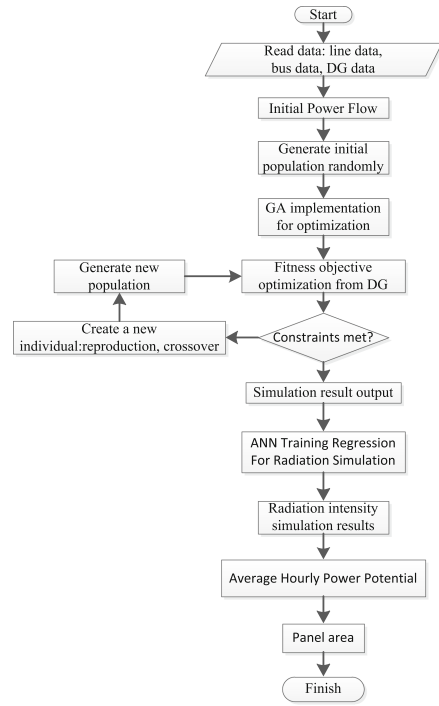 Start
Read data: line data,
bus data, DG data
Initial Power Flow
Generate initial
population randomly
GA implementation
for optimization
Generate new
population
Fitness objective
optimization from DG
Create a new
individual:reproduction, crossover
Constraints met?
Simulation result output
ANN Training Regression
For Radiation Simulation
Radiation intensity
simulation results
Average Hourly Power Potential
Panel area
Finish